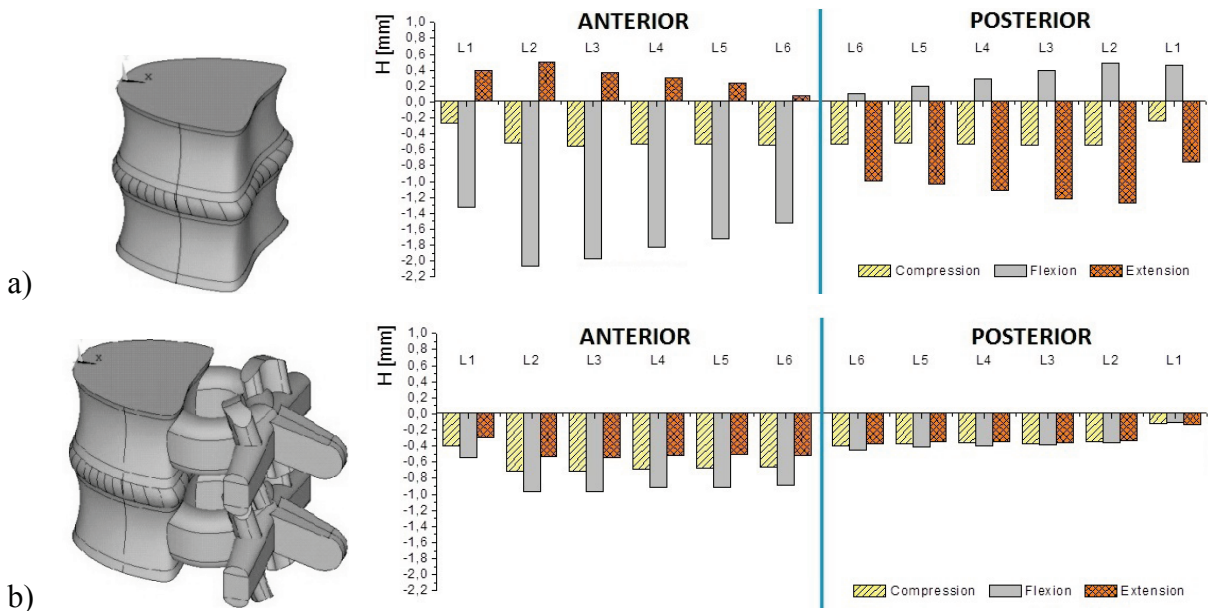 a)
x
ANTERIOR
POSTERIOR
H [mm]
L1 L2 L3 L4 L5 L6
L6 L5 L4 L3 L2 L1
1,0
0,8
0,6
0,4
0,2
0,0
-0,2
-0,4
-0,6
-0,8
-1,0
-1,2
-1,4
-1,6
-1,8
-2,0
-2,2
Compression Flexion Extension
b)
x
ANTERIOR
POSTERIOR
H [mm]
L1 L2 L3 L4 L5 L6
L6 L5 L4 L3 L2 L1
1,0
0,8
0,6
0,4
0,2
0,0
-0,2
-0,4
-0,6
-0,8
-1,0
-1,2
-1,4
-1,6
-1,8
-2,0
-2,2
Compression Flexion Extension